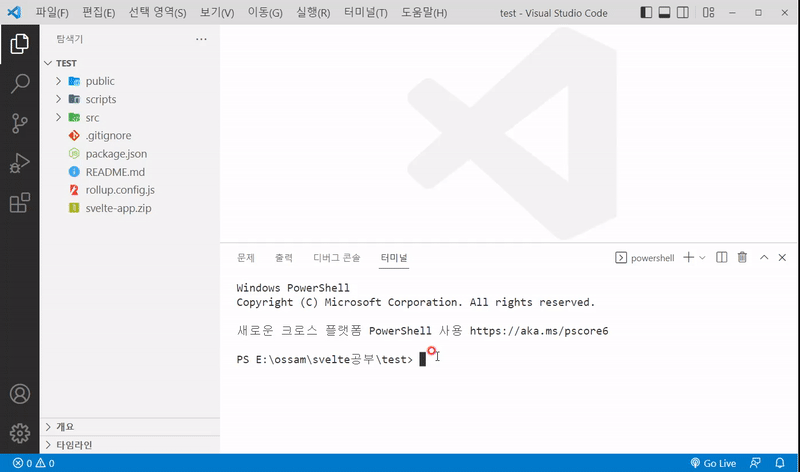 파일(F) 편집(E) 선택 영역(S) 보기(V) 이동(G) 실행(R) 터미널(T) 도움말(H) test - Visual Studio Code
탐색기
TEST
public
scripts
src
.gitignore
package.json
README.md
rollup.config.js
svelte-app.zip
문제 출력 디버그 콘솔 터미널 powershell
Windows PowerShell
Copyright (C) Microsoft Corporation. All rights reserved.
새로운 크로스 플랫폼 PowerShell 사용 https://aka.ms/pscore6
PS E:\ossam\svelte공부\test>
개요
타임라인
0 0 Go Live